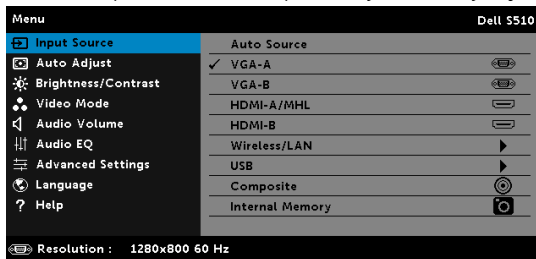 Menu Dell S510
Input Source
Auto Adjust
Brightness/Contrast
Video Mode
Audio Volume
Audio EQ
Advanced Settings
Language
? Help
Auto Source
✓ VGA-A
VGA-B
HDMI-A/MHL
HDMI-B
Wireless/LAN
USB
Composite
Internal Memory
Resolution : 1280x800 60 Hz